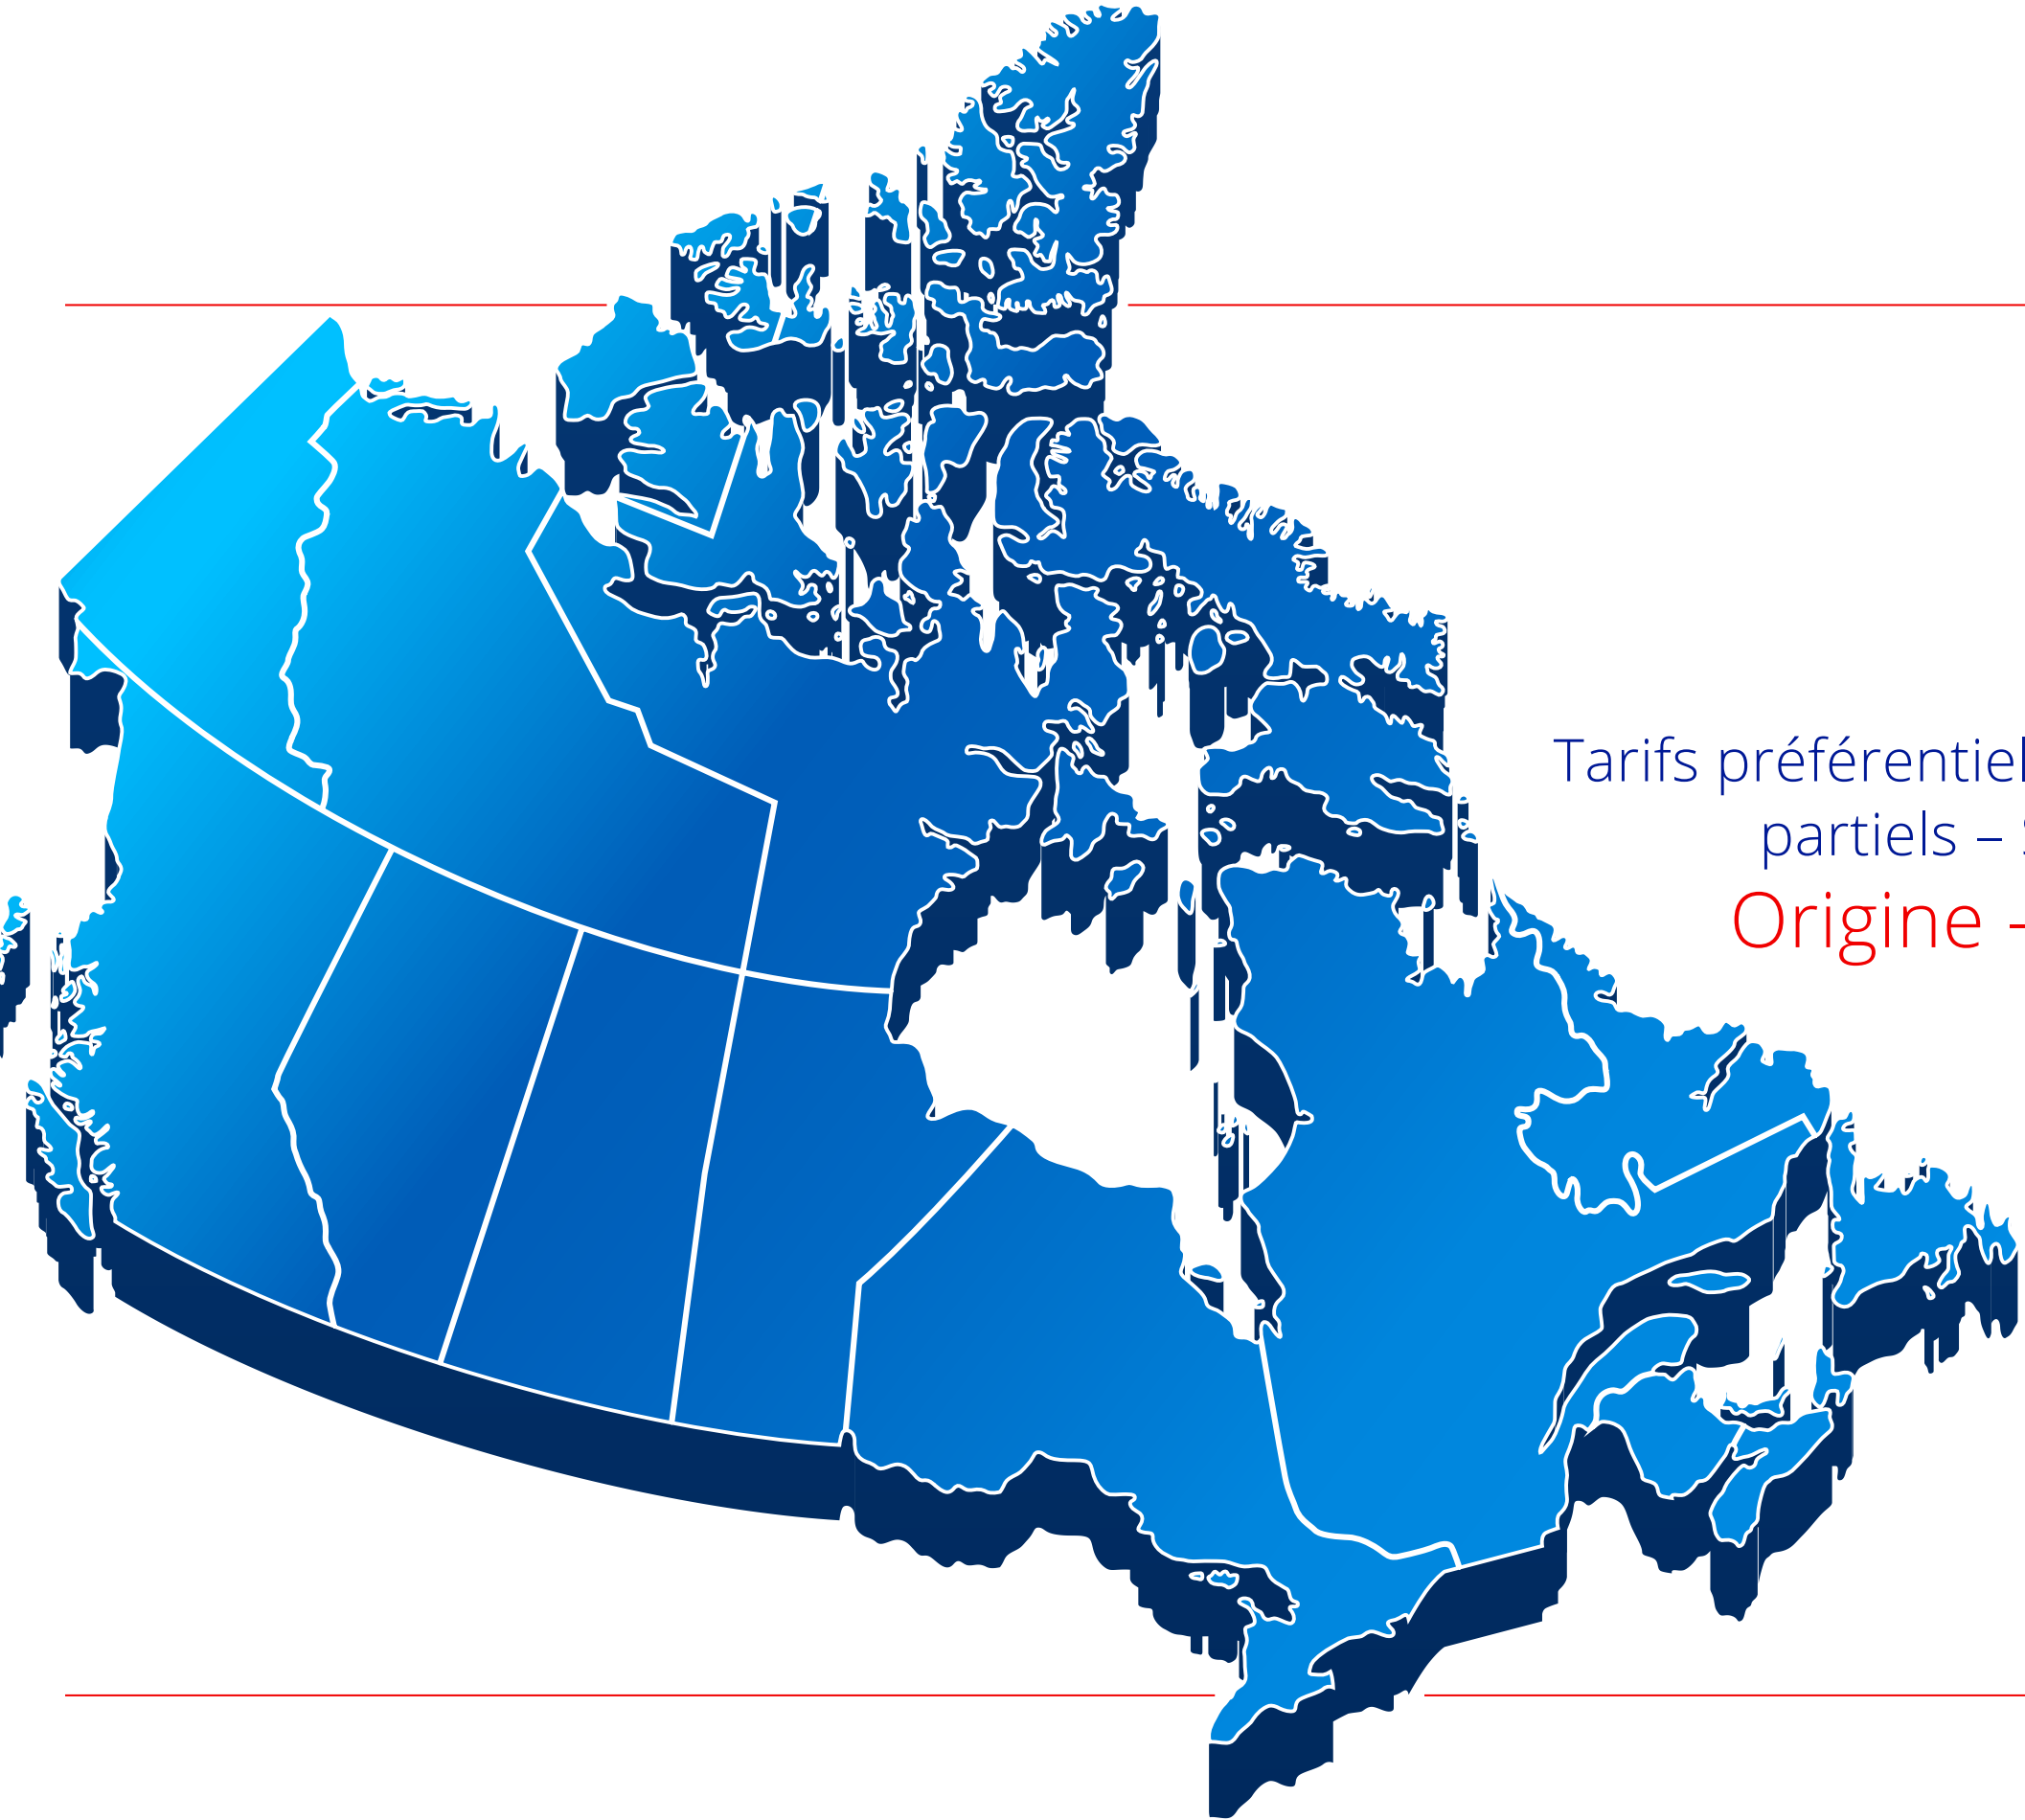 Tarifs préférentiel
partiels –
Origine –